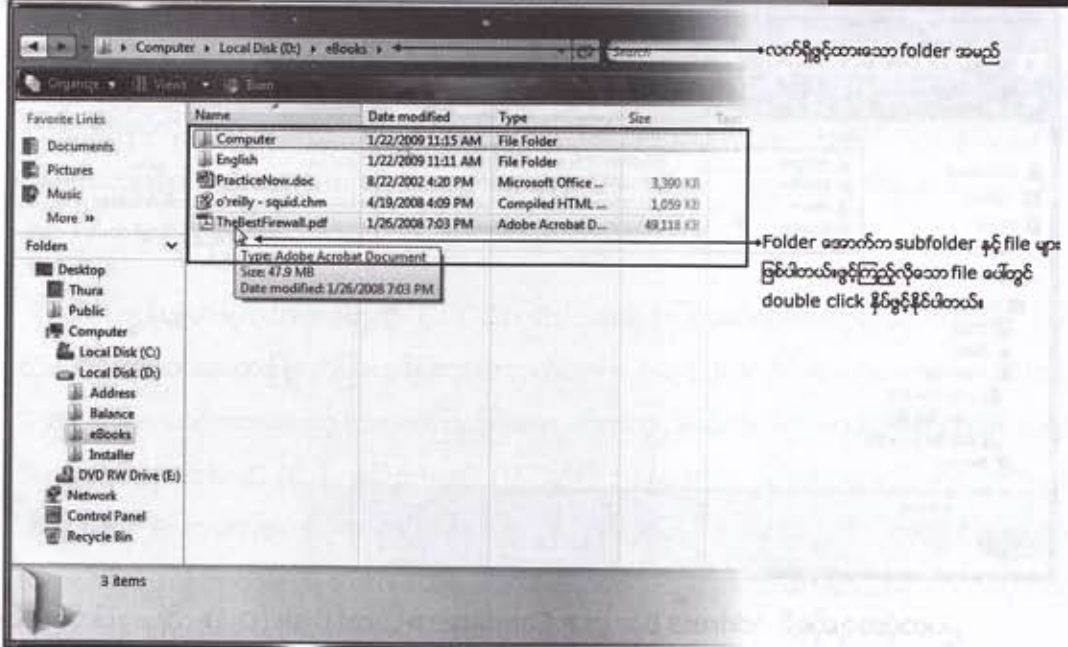 Computer ▸ Local Disk (D:) ▸ eBooks ▸
Search
လက်ရှိဖွင့်ထားသော folder အမည်
Organize Views Burn
Favorite Links
Documents
Pictures
Music
More »
Folders
Desktop
Thura
Public
Computer
Local Disk (C:)
Local Disk (D:)
Address
Balance
eBooks
Installer
DVD RW Drive (E:)
Network
Control Panel
Recycle Bin
Name Date modified Type Size
Computer 1/22/2009 11:15 AM File Folder
English 1/22/2009 11:11 AM File Folder
PracticeNow.doc 8/22/2002 4:20 PM Microsoft Office ... 3,390 KB
o'reilly - squid.chm 4/19/2008 4:09 PM Compiled HTML ... 1,059 KB
TheBestFirewall.pdf 1/26/2008 7:03 PM Adobe Acrobat D... 49,118 KB
Type: Adobe Acrobat Document
Size: 47.9 MB
Date modified: 1/26/2008 7:03 PM
Folder အောက်က subfolder နှင့် file များ
ဖြစ်ပါတယ်။ဖွင့်ကြည့်လိုသော file ပေါ်တွင်
double click နှိပ်ဖွင့်နိုင်ပါတယ်။
3 items